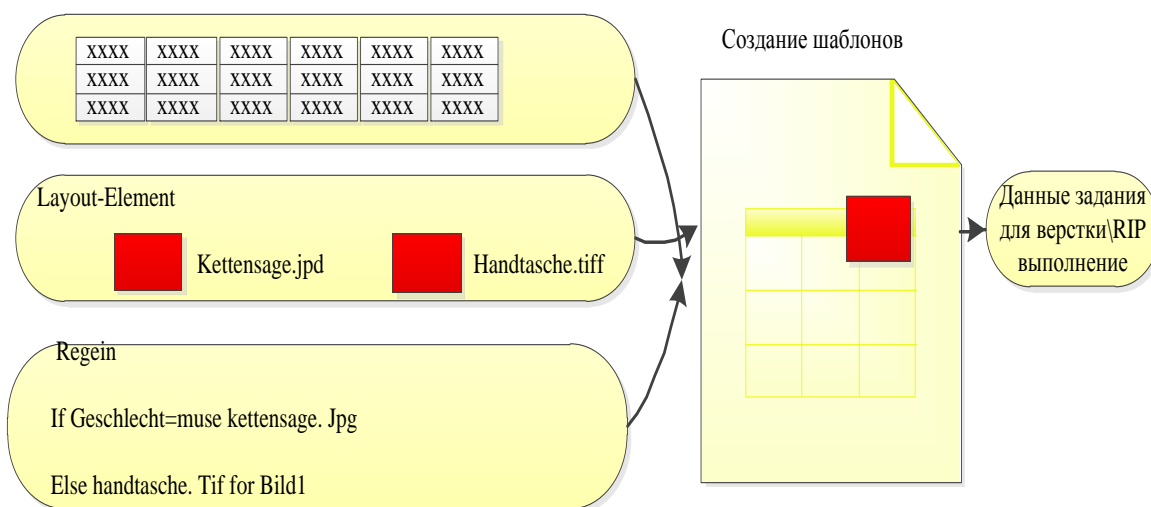 xxxx xxxx xxxx xxxx xxxx xxxx
xxxx xxxx xxxx xxxx xxxx xxxx
xxxx xxxx xxxx xxxx xxxx xxxx
Layout-Element
Kettensage.jpd
Handtasche.tiff
Regein
If Geschlecht=muse kettensage. Jpg
Else handtasche. Tif for Bild1
Создание шаблонов
Данные задания
для верстки\RIP
выполнение